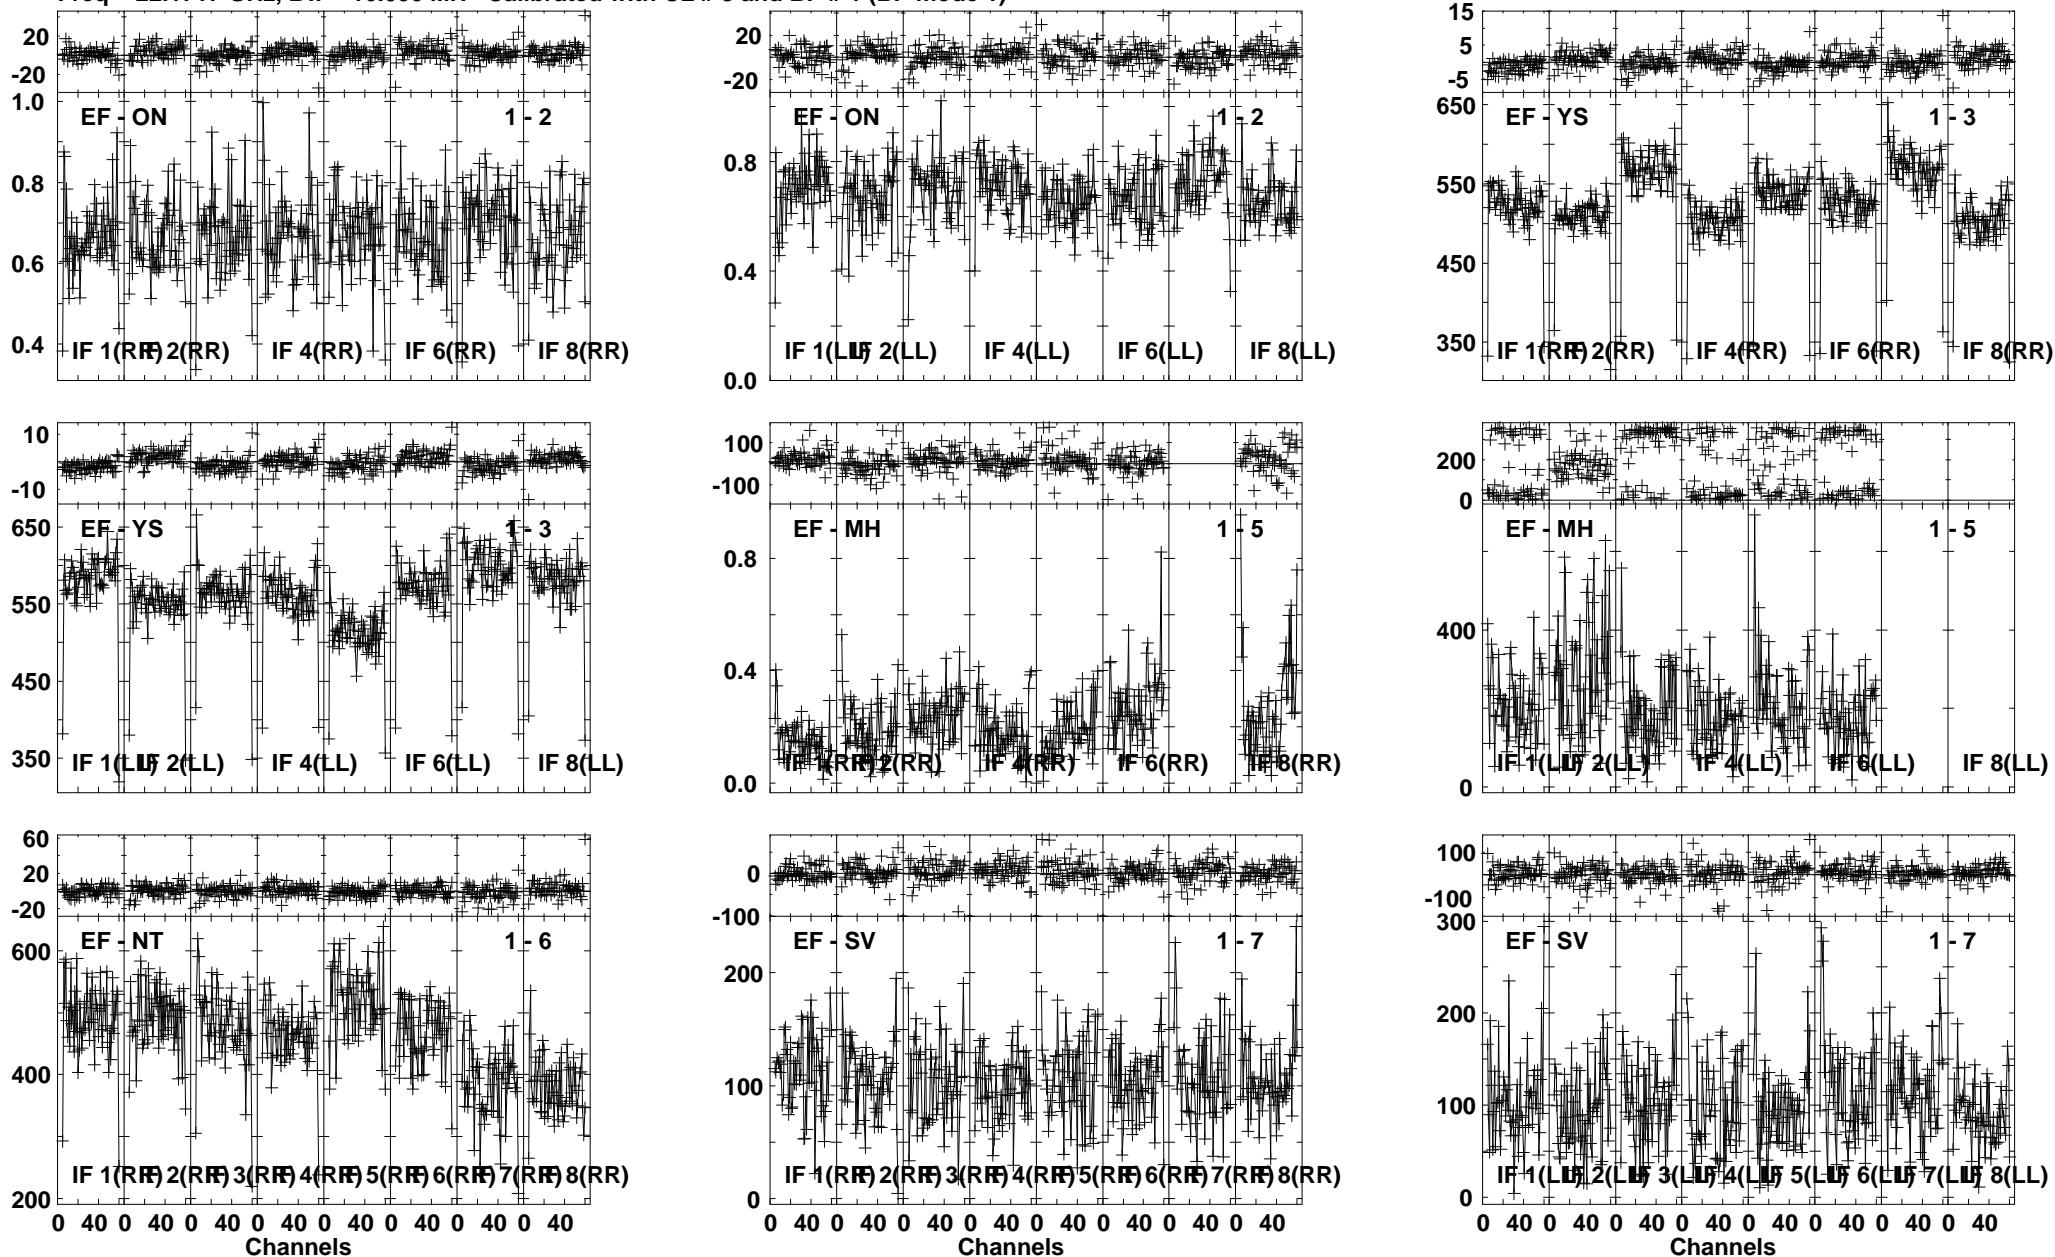 20 20 15
-20 -20 5
-5
1.0 EF - ON 1 - 2 EF - ON 1 - 2 650 EF - YS 1 - 3
0.8 0.8 550
0.6 0.4 450
0.4 0.0 350
IF 1(RR) IF 2(RR) IF 4(RR) IF 6(RR) IF 8(RR) IF 1(LL) IF 2(LL) IF 4(LL) IF 6(LL) IF 8(LL) IF 1(RR) IF 2(RR) IF 4(RR) IF 6(RR) IF 8(RR)
10 100 200
-10 -100 0
650 EF - YS 1 - 3 0.8 EF - MH 1 - 5 EF - MH 1 - 5
550 0.4 400
450 0.0 0
350
IF 1(LL) IF 2(LL) IF 4(LL) IF 6(LL) IF 8(LL) IF 1(RR) IF 2(RR) IF 4(RR) IF 6(RR) IF 8(RR) IF 1(LL) IF 2(LL) IF 4(LL) IF 6(LL) IF 8(LL)
60 0 100
20 -100 -100
-20
600 EF - NT 1 - 6 200 EF - SV 1 - 7 300 EF - SV 1 - 7
400 100 200
200 0 100
0
IF 1(RR) IF 2(RR) IF 3(RR) IF 4(RR) IF 5(RR) IF 6(RR) IF 7(RR) IF 8(RR) IF 1(RR) IF 2(RR) IF 3(RR) IF 4(RR) IF 5(RR) IF 6(RR) IF 7(RR) IF 8(RR) IF 1(LL) IF 2(LL) IF 3(LL) IF 4(LL) IF 5(LL) IF 6(LL) IF 7(LL) IF 8(LL)
0 40 0 40 0 40 0 40 0 40 0 40 0 40 0 40 0 40 0 40 0 40 0 40 0 40 0 40 0 40 0 40 0 40 0 40 0 40 0 40 0 40 0 40 0 40 0 40
Channels Channels Channels